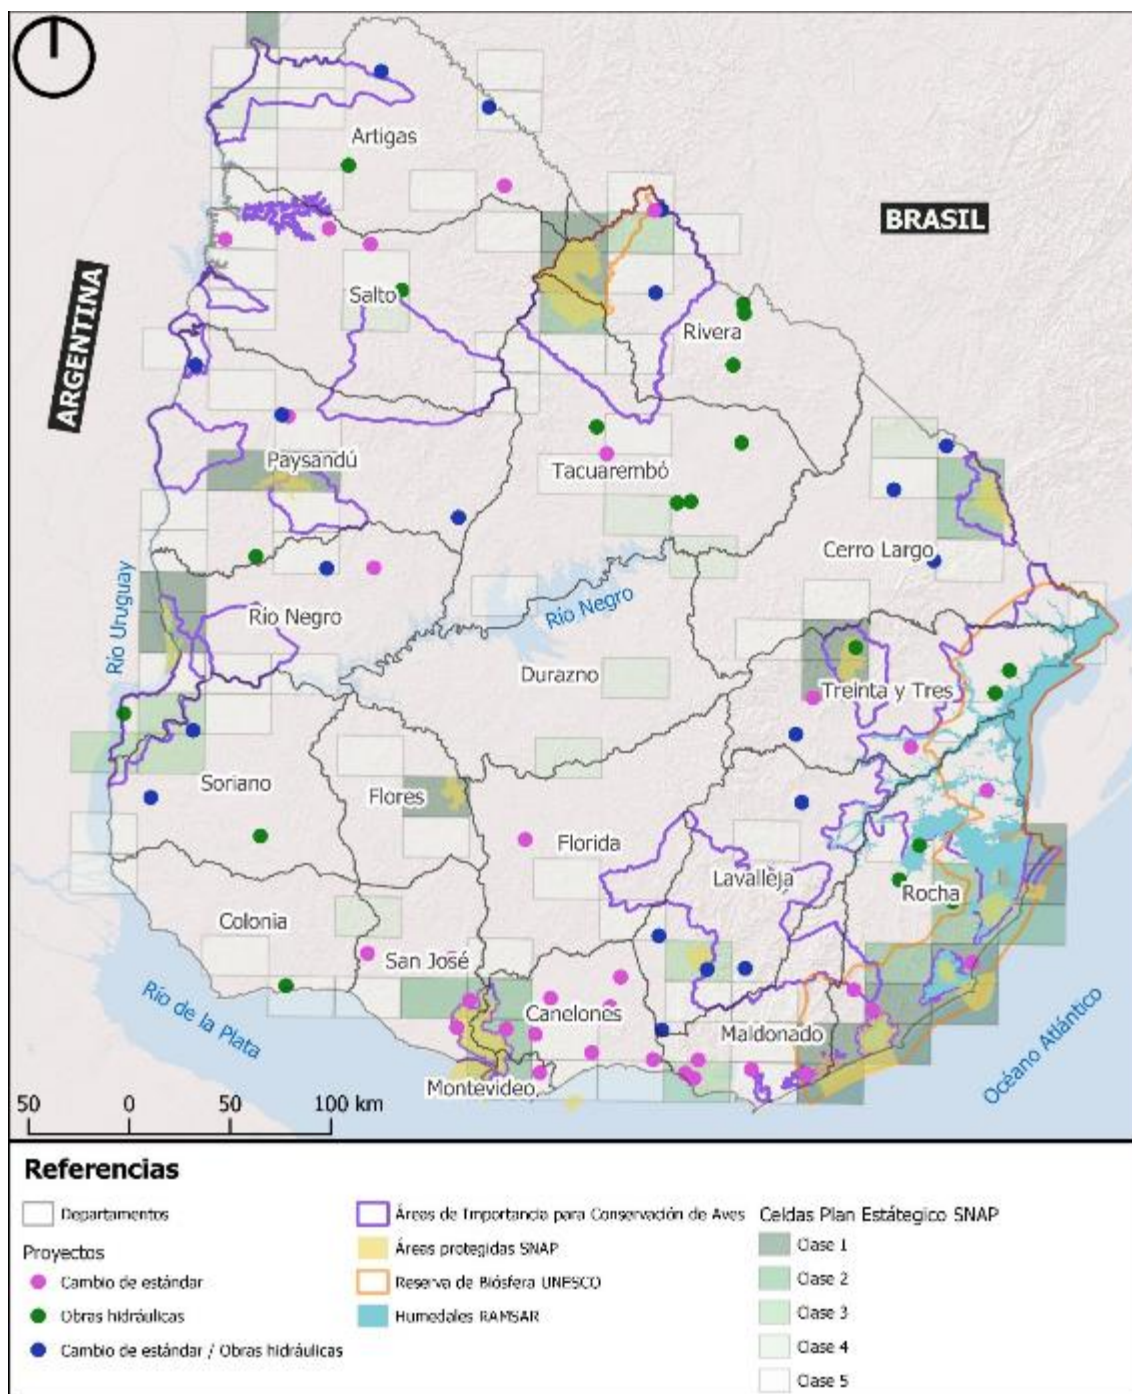 Artigas
BRASIL
ARGENTINA
Salto
Rivera
Paysandú
Tacuarembó
Cerro Largo
Río Uruguay
Río Negro
Río Negro
Durazno
Treinta y Tres
Soriano
Flores
Florida
Lavalleja
Rocha
Colonia
San José
Canelones
Maldonado
Río de la Plata
Montevideo
Océano Atlántico
50 0 50 100 km
Referencias
Departamentos
Proyectos
Cambio de estándar
Obras hidráulicas
Cambio de estándar / Obras hidráulicas
Áreas de Importancia para Conservación de Aves
Áreas protegidas SNAP
Reserva de Biósfera UNESCO
Humedales RAMSAR
Celdas Plan Estátegico SNAP
Clase 1
Clase 2
Clase 3
Clase 4
Clase 5